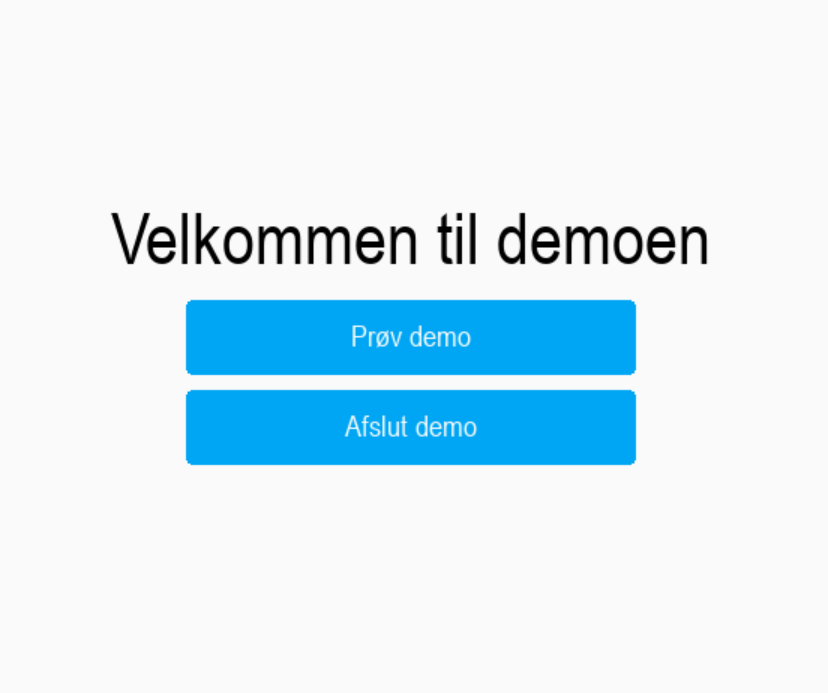 Velkommen til demoen
Prøv demo
Afslut demo